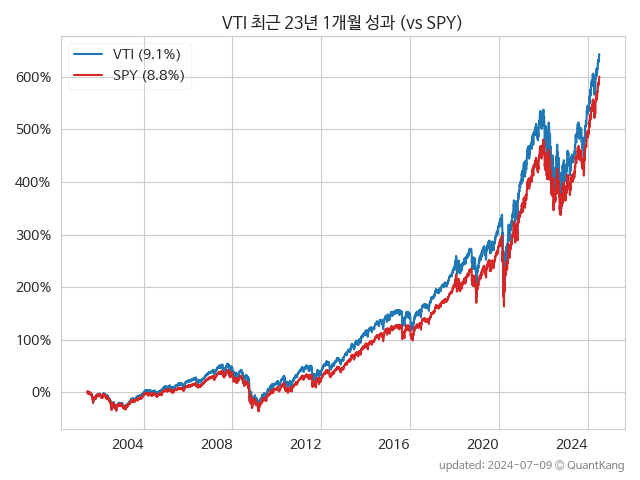 VTI 최근 23년 1개월 성과 (vs SPY)
VTI (9.1%)
SPY (8.8%)
600%
500%
400%
300%
200%
100%
0%
2004 2008 2012 2016 2020 2024
updated: 2024-07-09 © QuantKang